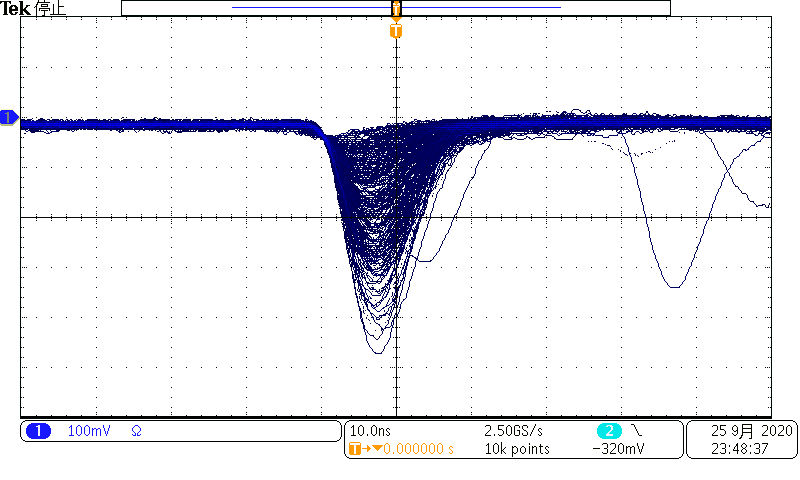 Tek 停止
T
T
1
1 100mV Ω
10.0ns 2.50GS/s 2 -320mV
T→▼0.000000 s 10k points
25 9月 2020
23:48:37